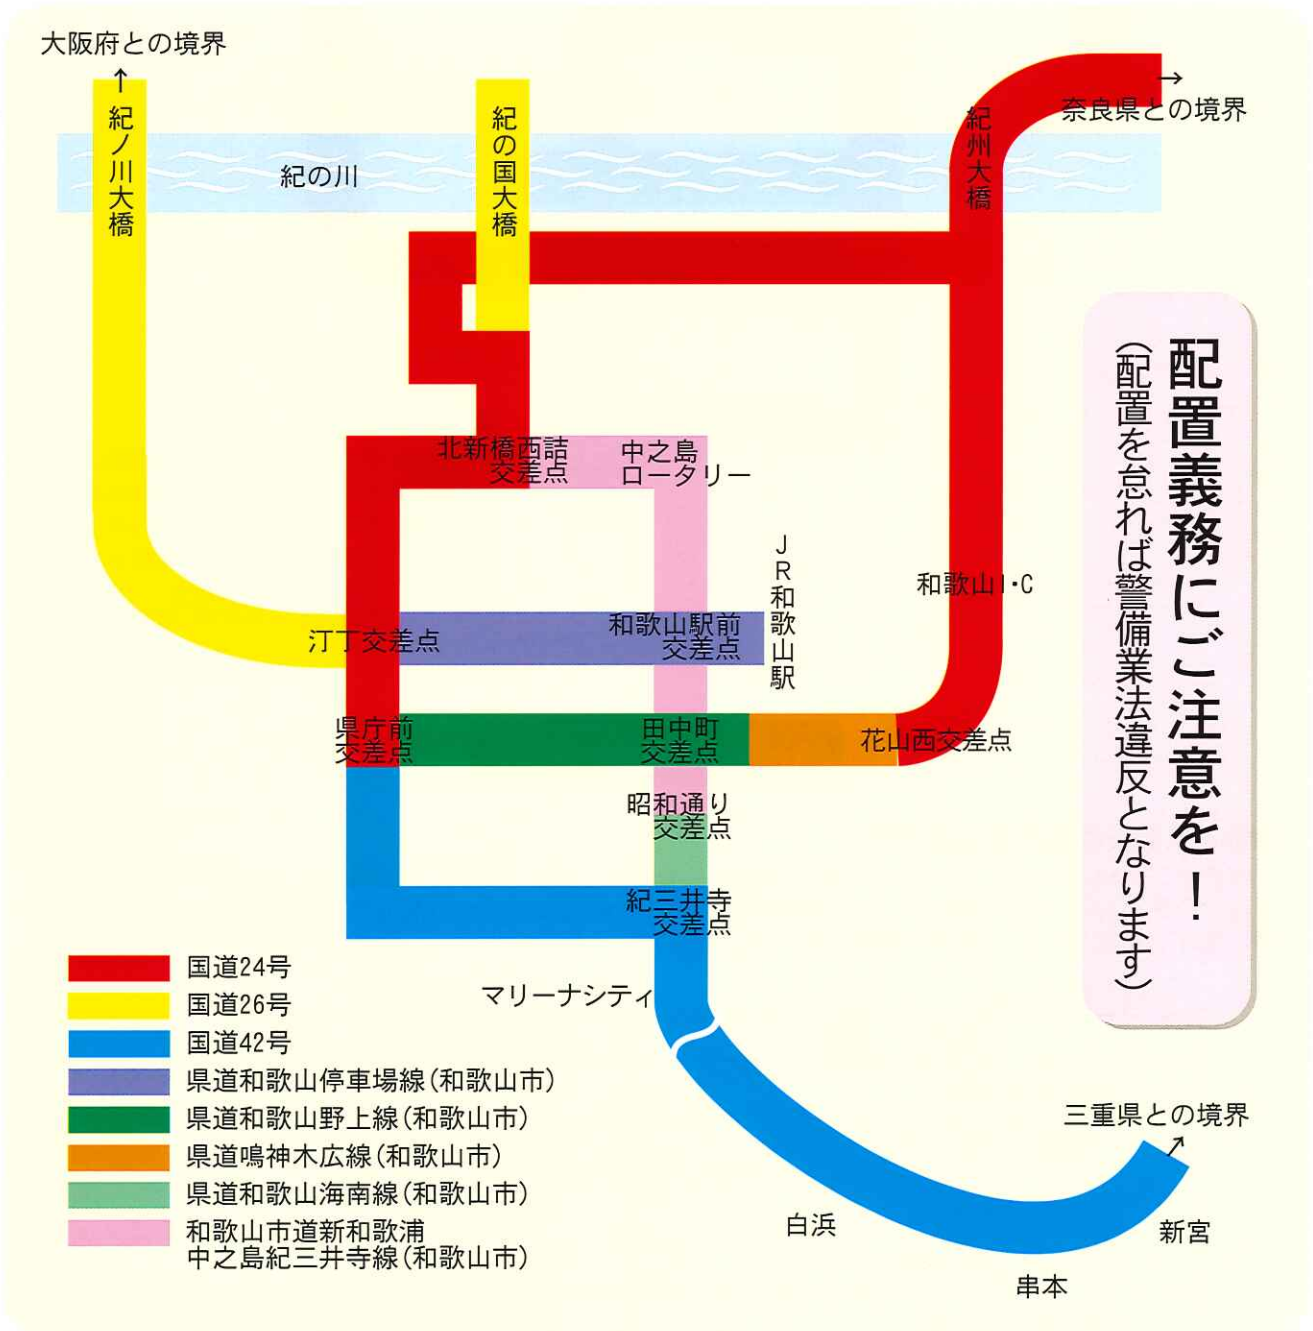 大阪府との境界
↑
紀ノ川大橋
紀の川
紀の国大橋
紀州大橋
→
奈良県との境界
北新橋西詰
交差点
中之島
ロータリー
JR和歌山駅
和歌山I・C
汀丁交差点
和歌山駅前
交差点
県庁前
交差点
田中町
交差点
花山西交差点
昭和通り
交差点
紀三井寺
交差点
マリーナシティ
三重県との境界
↗
白浜
串本
新宮
配置義務にご注意を!
(配置を怠れば警備業法違反となります)
国道24号
国道26号
国道42号
県道和歌山停車場線(和歌山市)
県道和歌山野上線(和歌山市)
県道鳴神木広線(和歌山市)
県道和歌山海南線(和歌山市)
和歌山市道新和歌浦
中之島紀三井寺線(和歌山市)